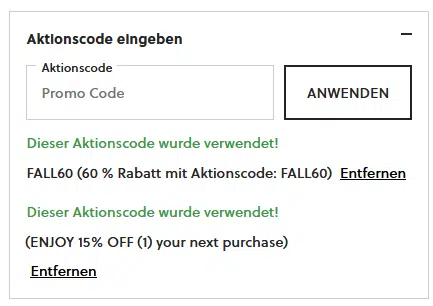 Aktionscode eingeben
Aktionscode
Promo Code
ANWENDEN
Dieser Aktionscode wurde verwendet!
FALL60 (60 % Rabatt mit Aktionscode: FALL60) Entfernen
Dieser Aktionscode wurde verwendet!
(ENJOY 15% OFF (1) your next purchase)
Entfernen